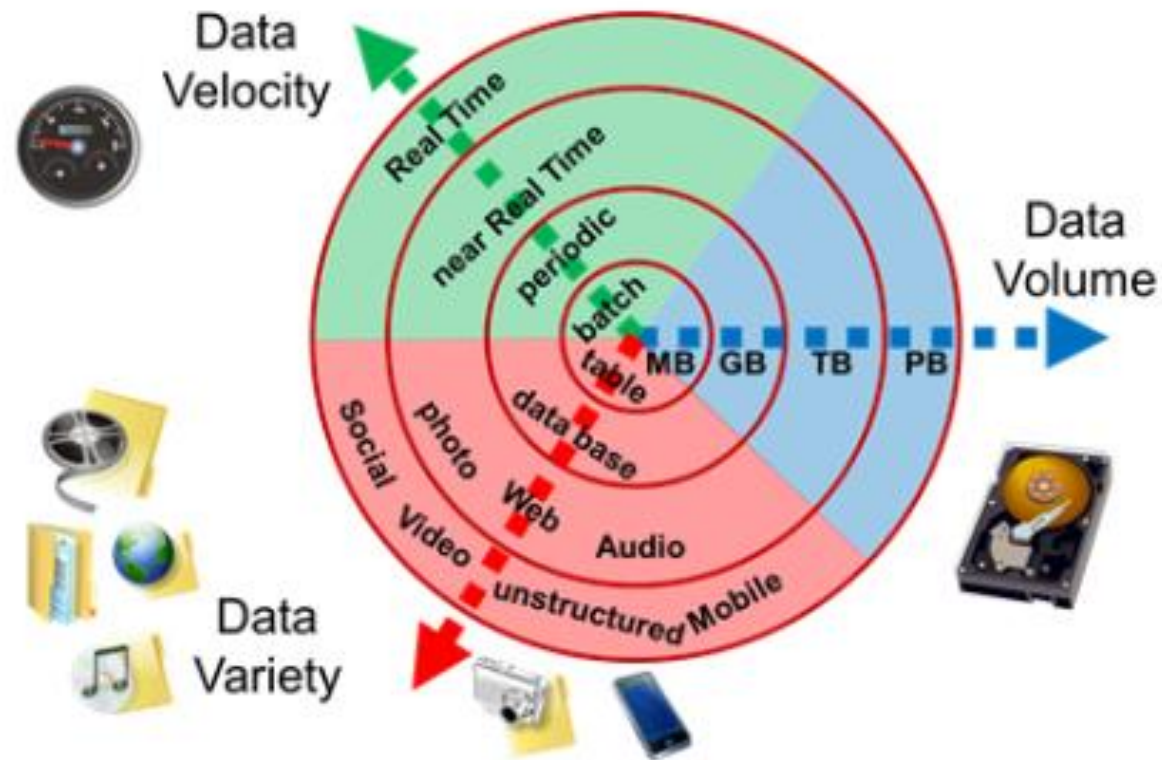 Data
Velocity
Real Time
near Real Time
periodic
batch
Data
Volume
MB GB TB PB
table
data base
Social
photo
Web
Video
Audio
unstructured
Mobile
Data
Variety